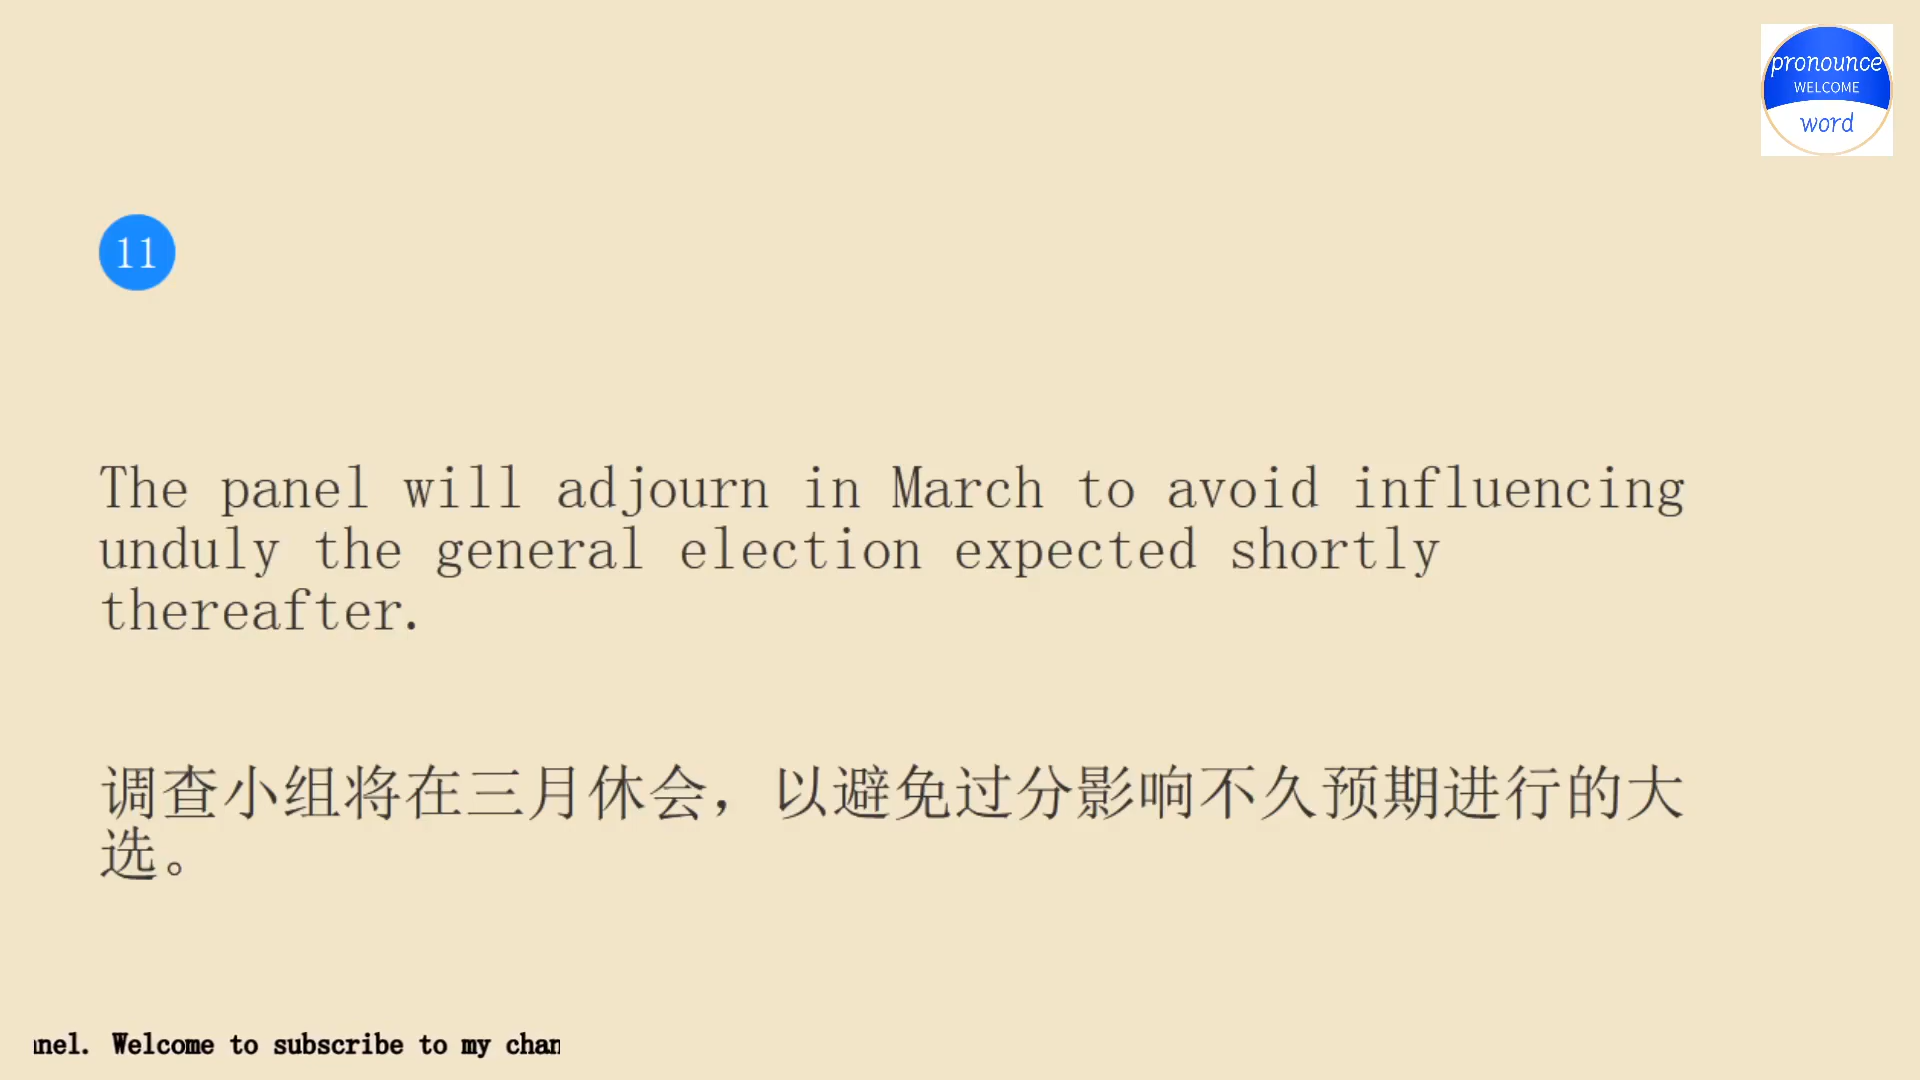 pronounce
WELCOME
word
11
The panel will adjourn in March to avoid influencing
unduly the general election expected shortly
thereafter.
调查小组将在三月休会，以避免过分影响不久预期进行的大
选。
nel. Welcome to subscribe to my chan